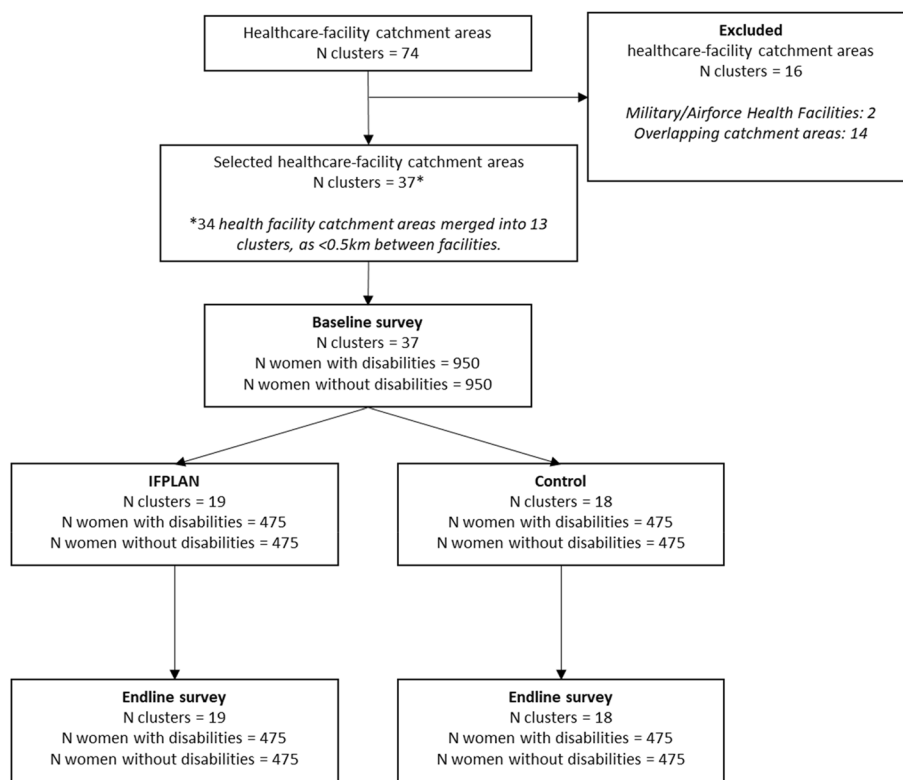 Healthcare-facility catchment areas
N clusters = 74
Excluded
healthcare-facility catchment areas
N clusters = 16
Military/Airforce Health Facilities: 2
Overlapping catchment areas: 14
Selected healthcare-facility catchment areas
N clusters = 37*
*34 health facility catchment areas merged into 13
clusters, as <0.5km between facilities.
Baseline survey
N clusters = 37
N women with disabilities = 950
N women without disabilities = 950
IFPLAN
N clusters = 19
N women with disabilities = 475
N women without disabilities = 475
Control
N clusters = 18
N women with disabilities = 475
N women without disabilities = 475
Endline survey
N clusters = 19
N women with disabilities = 475
N women without disabilities = 475
Endline survey
N clusters = 18
N women with disabilities = 475
N women without disabilities = 475